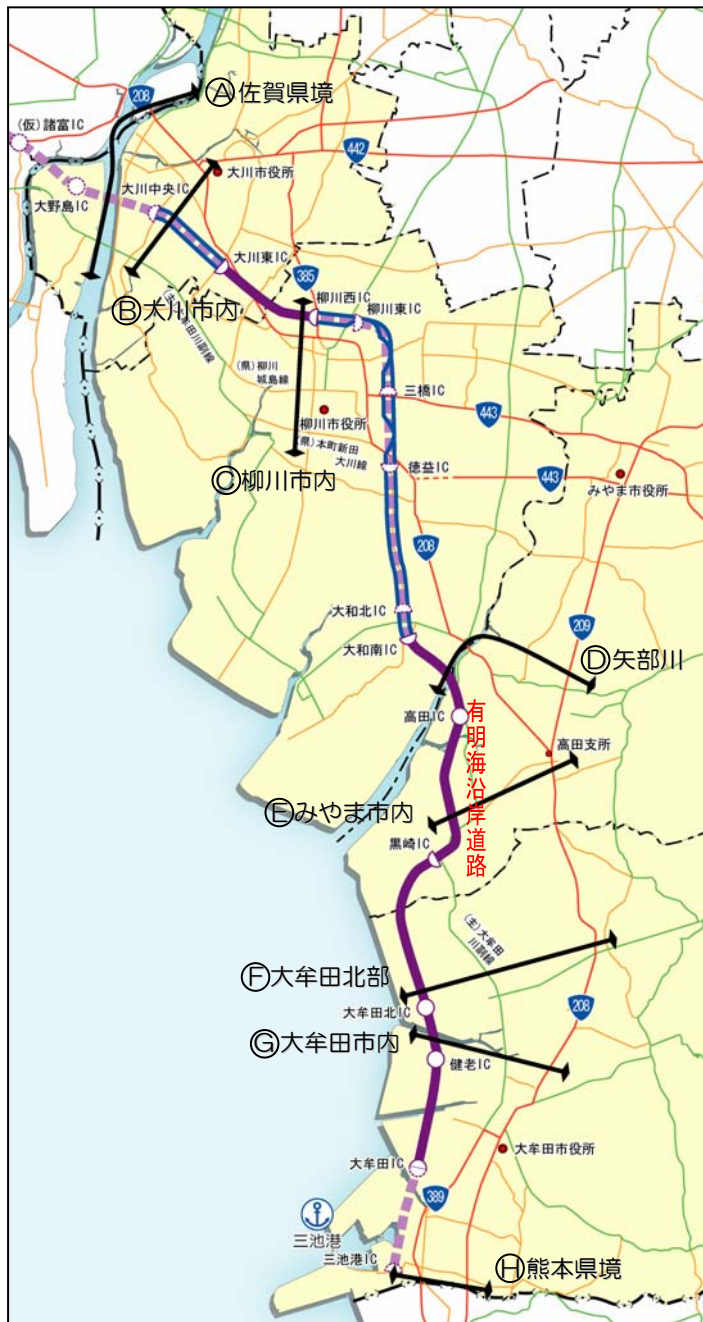 Ⓐ佐賀県境
208
(仮)諸富IC
442
大川市役所
大川中央IC
大野島IC
大川東IC
385
柳川西IC
柳川東IC
Ⓑ大川市内
(主)大牟田川副線
(県)柳川
城島線
三橋IC
443
柳川市役所
(県)本町新田
大川線
徳益IC
443
みやま市役所
Ⓒ柳川市内
208
大和北IC
209
大和南IC
Ⓓ矢部川
高田IC
有明海沿岸道路
高田支所
Ⓔみやま市内
黒崎IC
(主)大牟田
川副線
Ⓕ大牟田北部
大牟田北IC
208
Ⓖ大牟田市内
健老IC
大牟田市役所
大牟田IC
389
三池港
三池港IC
Ⓗ熊本県境